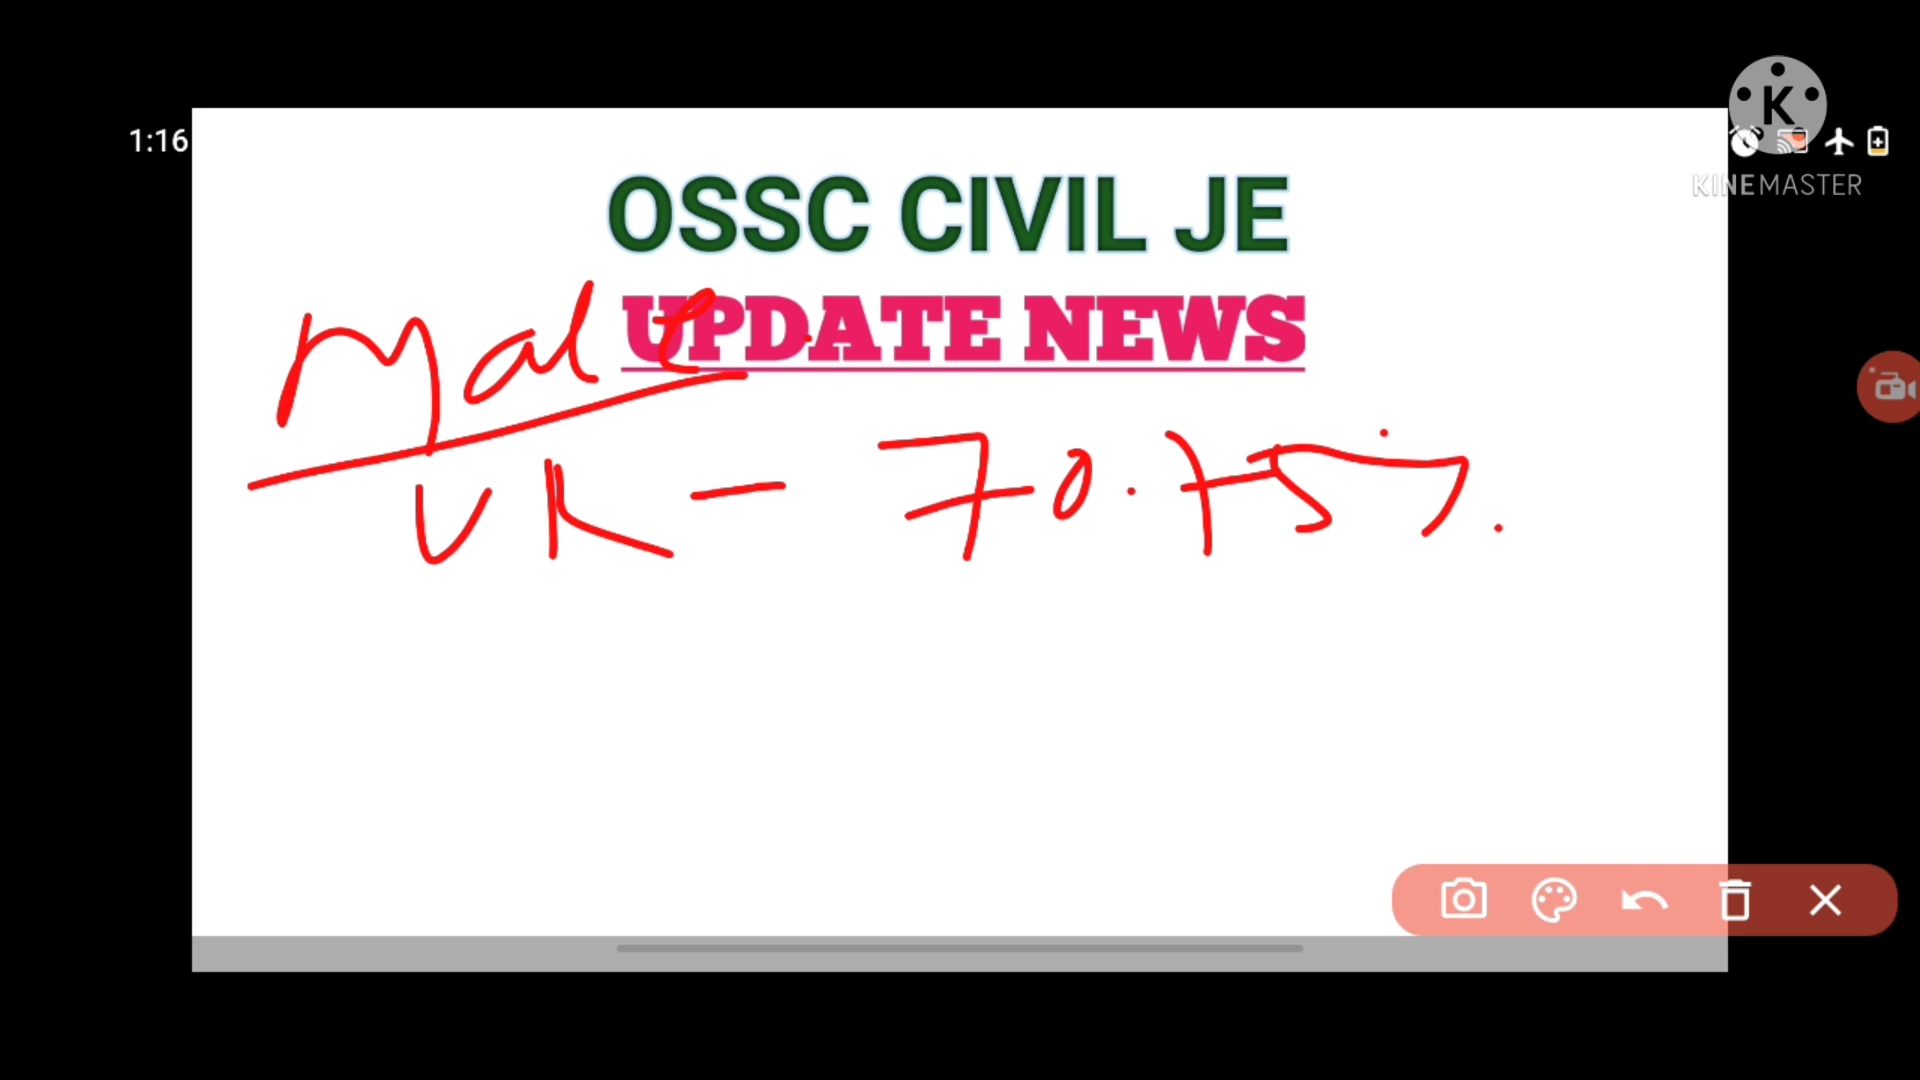 1:16
KINEMASTER
OSSC CIVIL JE
UPDATE NEWS
Male
UR- 70.75%.